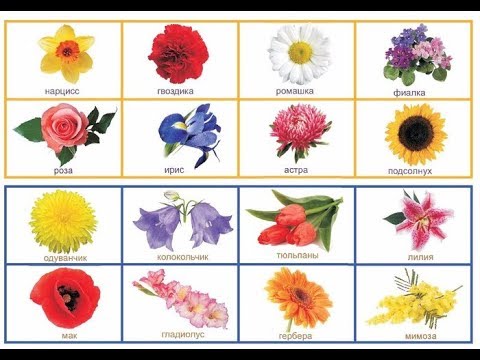 нарцисс
гвоздика
ромашка
фиалка
роза
ирис
астра
подсолнух
одуванчик
колокольчик
тюльпаны
лилия
мак
гладиолус
гербера
мимоза